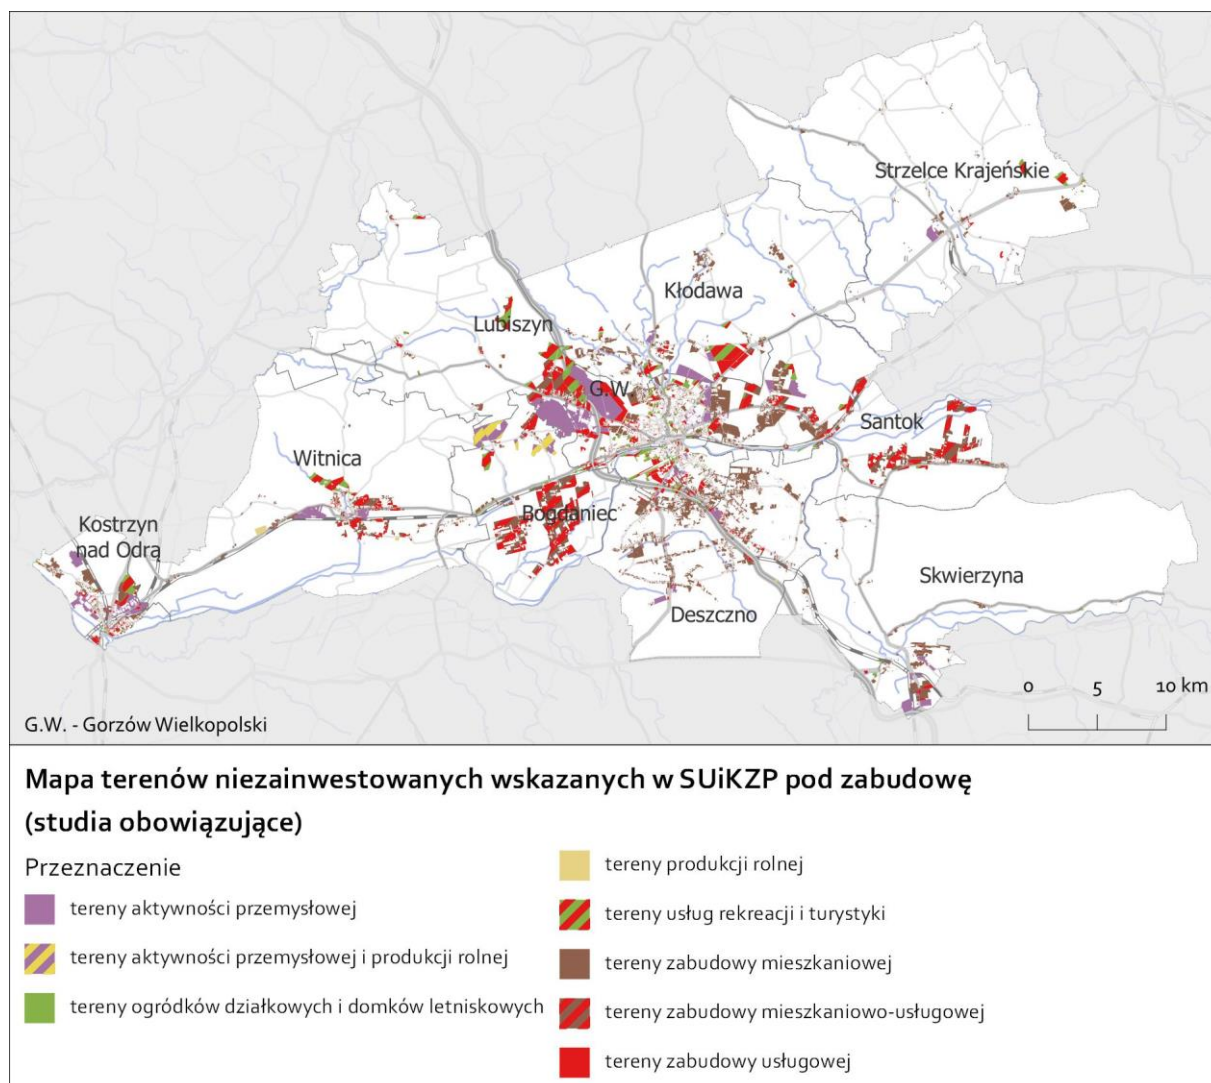 Strzelce Krajeńskie
Kłodawa
Lubiszyn
G.W.
Santok
Witnica
Bogdaniec
Kostrzyn
nad Odrą
Skwierzyna
Deszczno
0 5 10 km
G.W. - Gorzów Wielkopolski
Mapa terenów niezainwestowanych wskazanych w SUiKZP pod zabudowę
(studia obowiązujące)
Przeznaczenie
tereny aktywności przemysłowej
tereny aktywności przemysłowej i produkcji rolnej
tereny ogródków działkowych i domków letniskowych
tereny produkcji rolnej
tereny usług rekreacji i turystyki
tereny zabudowy mieszkaniowej
tereny zabudowy mieszkaniowo-usługowej
tereny zabudowy usługowej